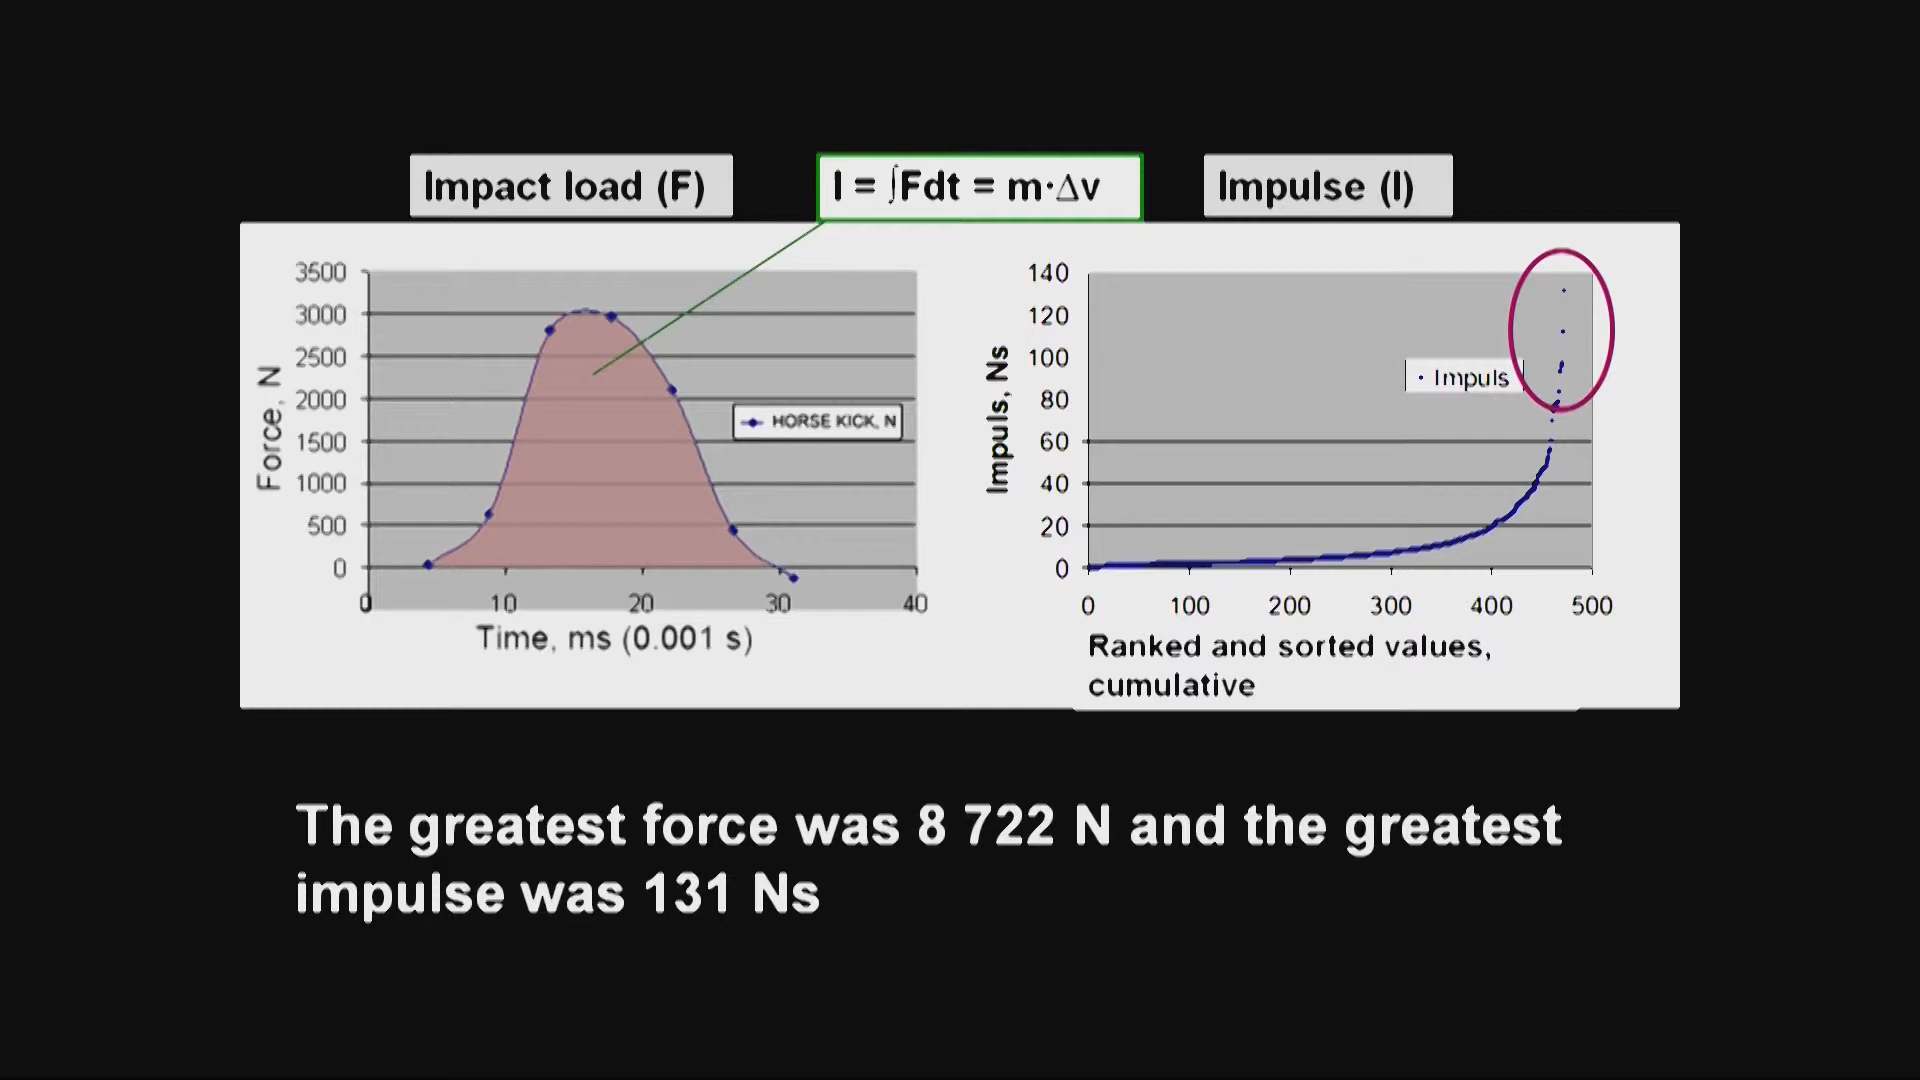 Impact load (F)
I = ∫Fdt = m·Δv
Impulse (I)
3500
3000
2500
2000
1500
1000
500
0
Force, N
HORSE KICK, N
0 10 20 30 40
Time, ms (0.001 s)
140
120
100
80
60
40
20
0
Impuls, Ns
Impuls
0 100 200 300 400 500
Ranked and sorted values,
cumulative
The greatest force was 8 722 N and the greatest
impulse was 131 Ns